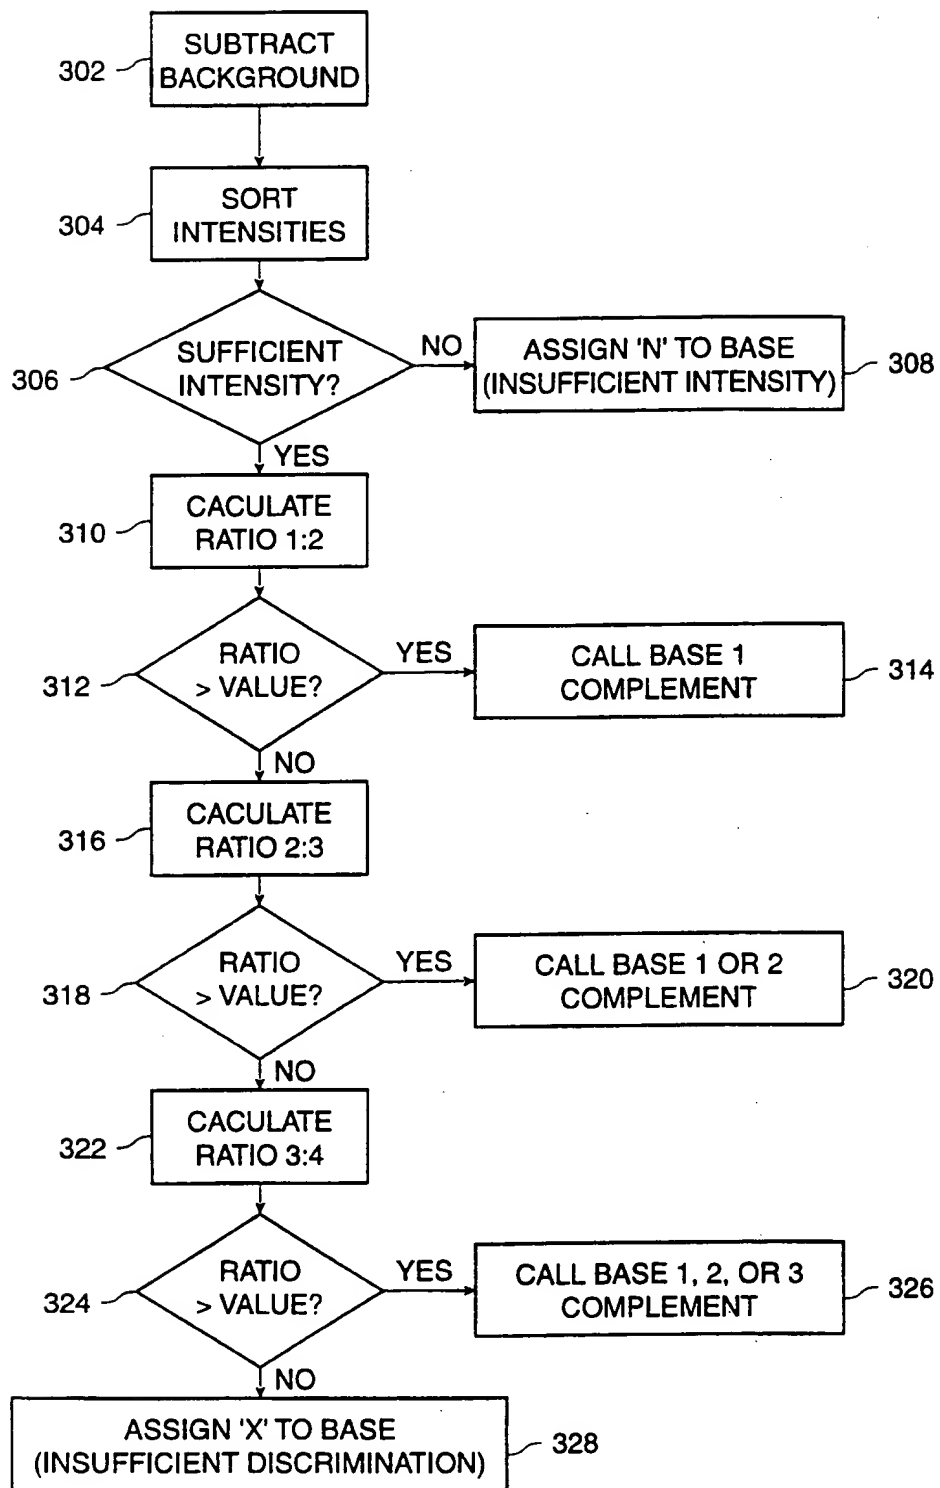 SUBTRACT
BACKGROUND
302
SORT
INTENSITIES
304
SUFFICIENT
INTENSITY?
306
NO
ASSIGN 'N' TO BASE
(INSUFFICIENT INTENSITY)
308
YES
CACULATE
RATIO 1:2
310
RATIO
> VALUE?
312
YES
CALL BASE 1
COMPLEMENT
314
NO
CACULATE
RATIO 2:3
316
RATIO
> VALUE?
318
YES
CALL BASE 1 OR 2
COMPLEMENT
320
NO
CACULATE
RATIO 3:4
322
RATIO
> VALUE?
324
YES
CALL BASE 1, 2, OR 3
COMPLEMENT
326
NO
ASSIGN 'X' TO BASE
(INSUFFICIENT DISCRIMINATION)
328